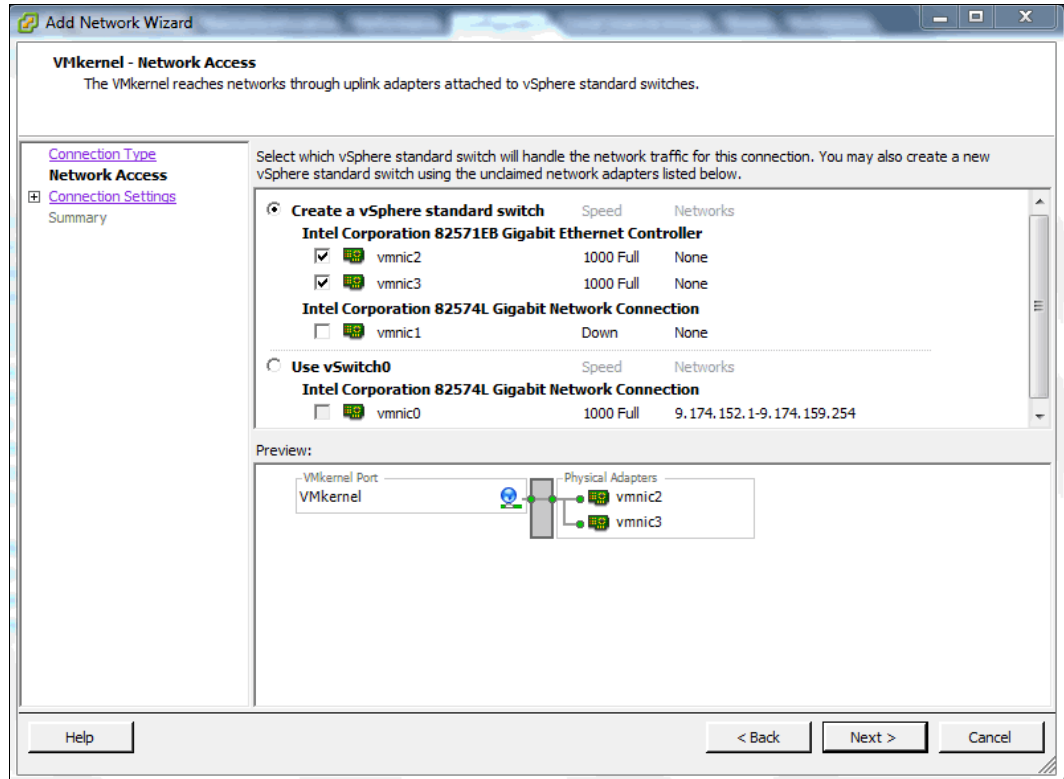 Add Network Wizard
VMkernel - Network Access
The VMkernel reaches networks through uplink adapters attached to vSphere standard switches.
Connection Type
Network Access
Connection Settings
Summary
Select which vSphere standard switch will handle the network traffic for this connection. You may also create a new
vSphere standard switch using the unclaimed network adapters listed below.
Create a vSphere standard switch Speed Networks
Intel Corporation 82571EB Gigabit Ethernet Controller
vmnic2 1000 Full None
vmnic3 1000 Full None
Intel Corporation 82574L Gigabit Network Connection
vmnic1 Down None
Use vSwitch0 Speed Networks
Intel Corporation 82574L Gigabit Network Connection
vmnic0 1000 Full 9.174.152.1-9.174.159.254
Preview:
VMkernel Port Physical Adapters
VMkernel vmnic2
vmnic3
Help < Back Next > Cancel